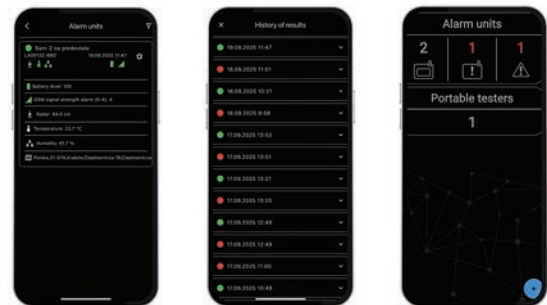 Alarm units
Sam-2 na piedestale
18.09.2025 11:47
Battery level: 100
GSM signal strength alarm (0-5): 4
Radar: 64.0 cm
Temperature: 23,7 °C
Humidity: 61.7 %
History of results
19.09.2025 11:47
18.09.2025 11:01
18.09.2025 10:21
18.09.2025 9:58
17.09.2025 13:52
17.09.2025 13:51
17.09.2025 13:21
17.09.2025 13:20
17.09.2025 12:49
17.09.2025 12:49
17.09.2025 11:00
17.09.2025 10:49
Alarm units
2 1 1
Portable testers
1